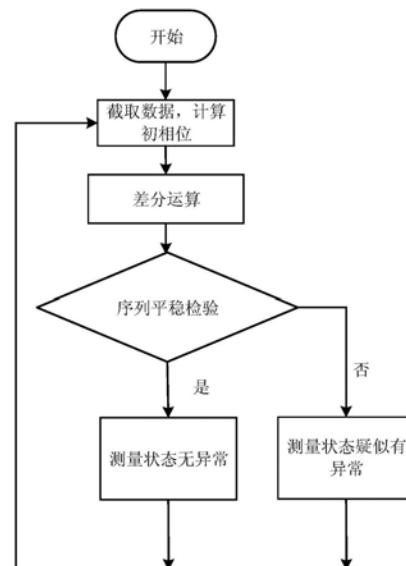 开始
截取数据，计算
初相位
差分运算
序列平稳检验
否
是
测量状态无异常
测量状态疑似有
异常